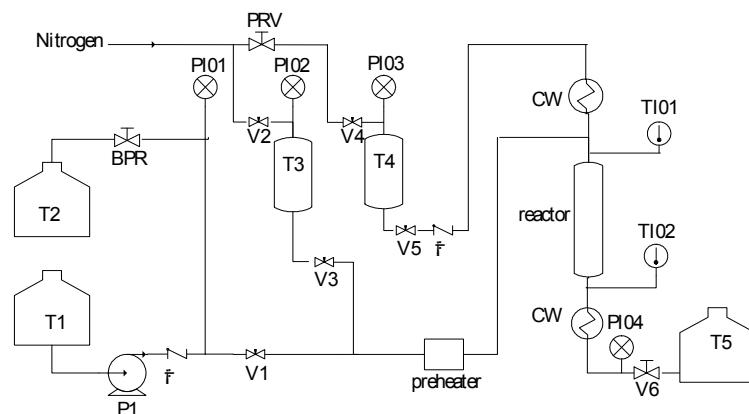 PRV
Nitrogen
PI01
PI02
PI03
CW
TI01
V2
V4
BPR
T2
T3
T4
reactor
V5
r̄
TI02
V3
T1
CW
PI04
T5
r̄
V1
preheater
V6
P1